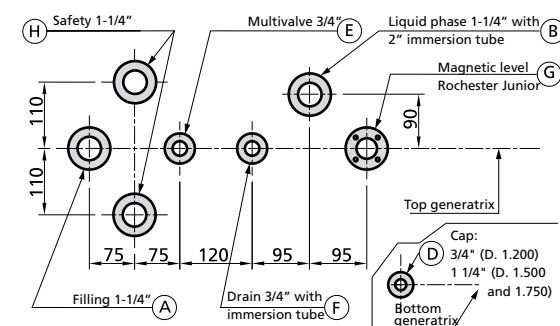 H
Safety 1-1/4"
Multivalve 3/4"
E
Liquid phase 1-1/4" with
2" immersion tube
B
Magnetic level
Rochester Junior
G
110
110
90
Top generatrix
75
75
120
95
95
Filling 1-1/4"
A
Drain 3/4" with
immersion tube
F
D
Cap:
3/4" (D. 1.200)
1 1/4" (D. 1.500
and 1.750)
Bottom
generatrix